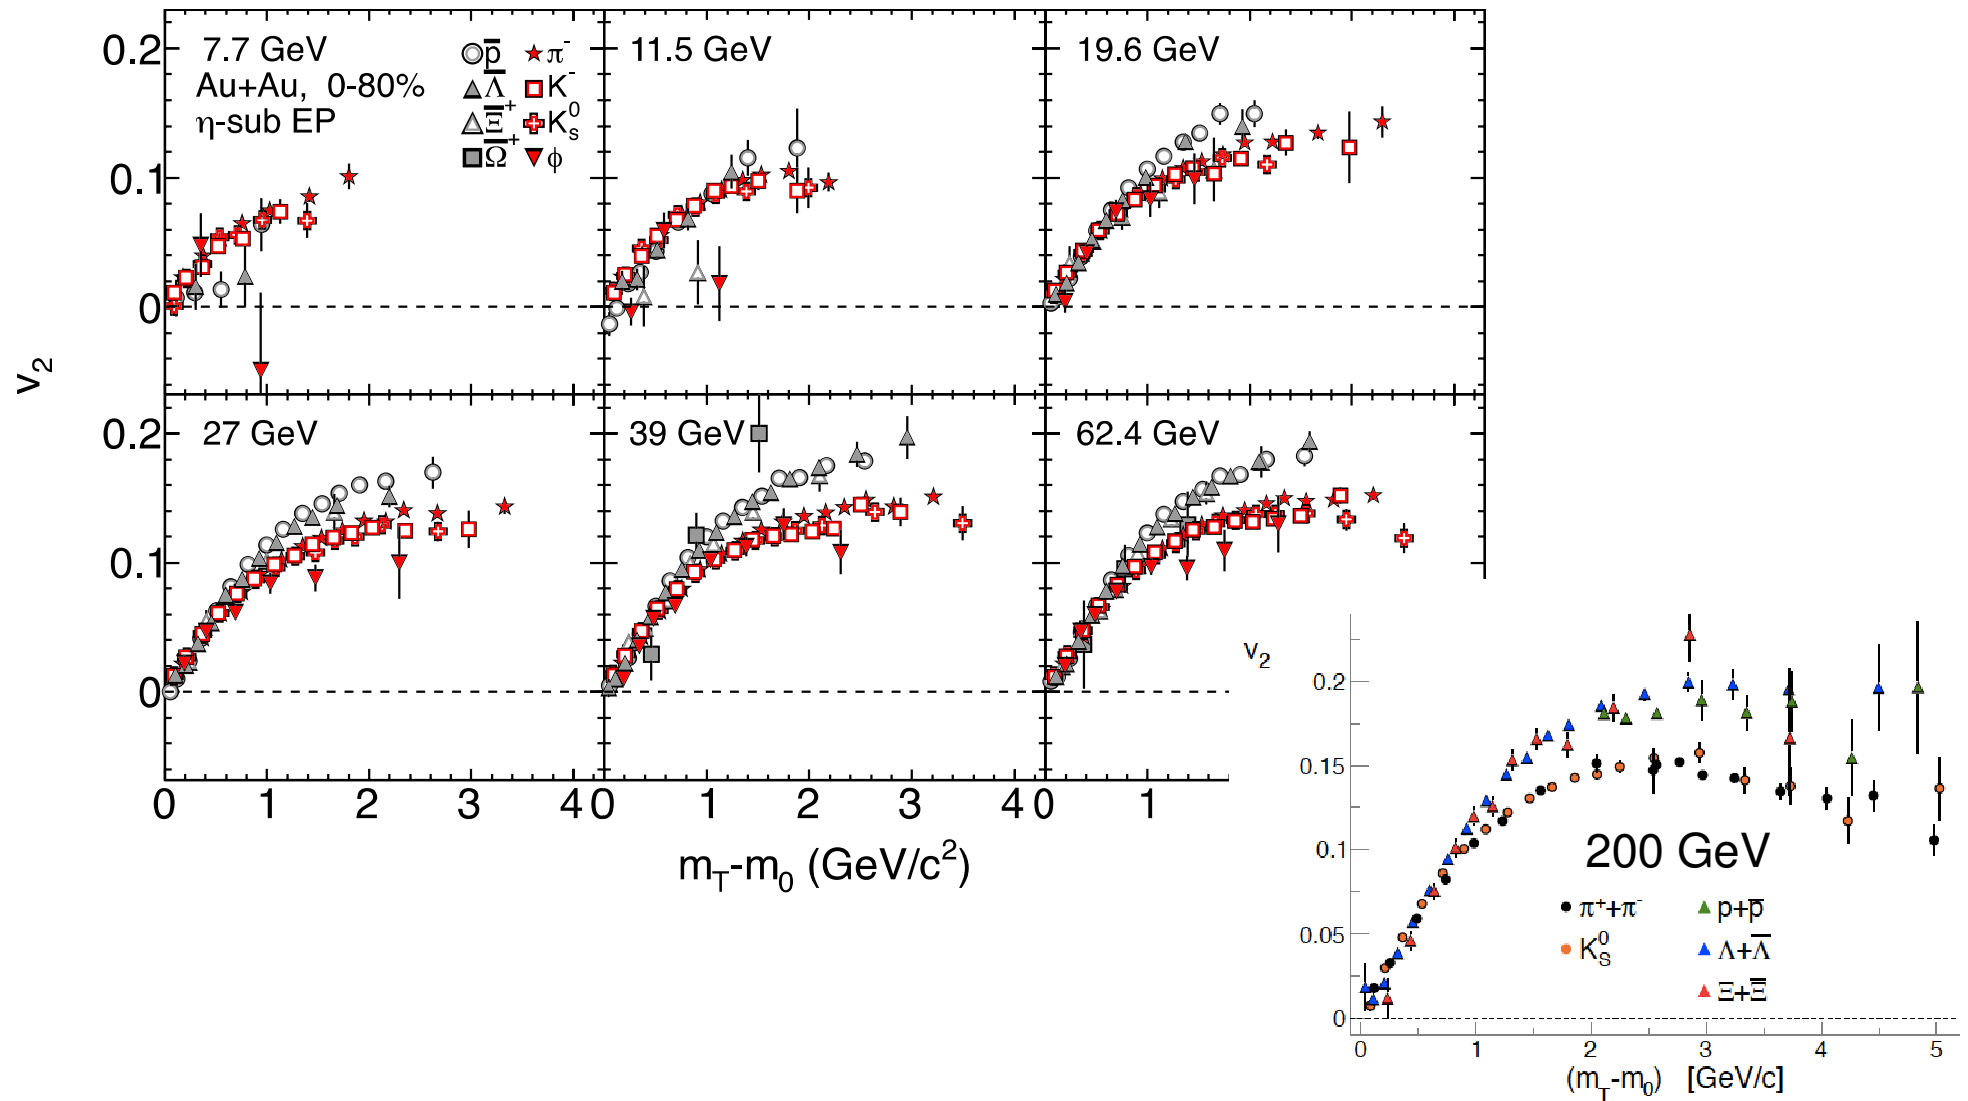 7.7 GeV
Au+Au, 0-80%
η-sub EP
p̅ π⁻
Λ̅ K⁻
Ξ̅⁺ K⁰ₛ
Ω̅⁺ ϕ
11.5 GeV
19.6 GeV
0.2
0.1
0
v₂
27 GeV
39 GeV
62.4 GeV
0.2
0.1
0
0 1 2 3 4
0 1 2 3 4
0 1
m_T-m₀ (GeV/c²)
v₂
0.2
0.15
0.1
0.05
0
200 GeV
π⁺+π⁻ p+p̅
K⁰_S Λ+Λ̅
Ξ+Ξ̅
0 1 2 3 4 5
(m_T-m₀) [GeV/c]